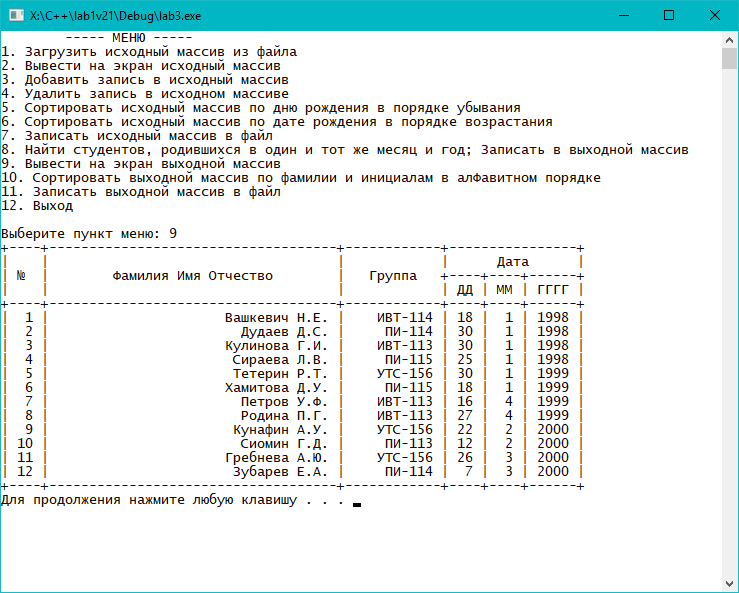 X:\C++\lab1v21\Debug\lab3.exe
----- МЕНЮ -----
1. Загрузить исходный массив из файла
2. Вывести на экран исходный массив
3. Добавить запись в исходный массив
4. Удалить запись в исходном массиве
5. Сортировать исходный массив по дню рождения в порядке убывания
6. Сортировать исходный массив по дате рождения в порядке возрастания
7. Записать исходный массив в файл
8. Найти студентов, родившихся в один и тот же месяц и год; Записать в выходной массив
9. Вывести на экран выходной массив
10. Сортировать выходной массив по фамилии и инициалам в алфавитном порядке
11. Записать выходной массив в файл
12. Выход
Выберите пункт меню: 9
+----+------------------------------------+------------+----------------+
|    |                                    |            |      Дата      |
| №  |        Фамилия Имя Отчество        |   Группа   +----+----+------+
|    |                                    |            | ДД | ММ | ГГГГ |
+----+------------------------------------+------------+----+----+------+
|  1 |                      Вашкевич Н.Е. |    ИВТ-114 | 18 |  1 | 1998 |
|  2 |                        Дудаев Д.С. |     ПИ-114 | 30 |  1 | 1998 |
|  3 |                      Кулинова Г.И. |    ИВТ-113 | 30 |  1 | 1998 |
|  4 |                       Сираева Л.В. |     ПИ-115 | 25 |  1 | 1998 |
|  5 |                       Тетерин Р.Т. |    УТС-156 | 30 |  1 | 1999 |
|  6 |                      Хамитова Д.У. |     ПИ-115 | 18 |  1 | 1999 |
|  7 |                        Петров У.Ф. |    ИВТ-113 | 16 |  4 | 1999 |
|  8 |                        Родина П.Г. |    ИВТ-113 | 27 |  4 | 1999 |
|  9 |                       Кунафин А.У. |    УТС-156 | 22 |  2 | 2000 |
| 10 |                        Сиомин Г.Д. |     ПИ-113 | 12 |  2 | 2000 |
| 11 |                      Гребнева А.Ю. |    УТС-156 | 26 |  3 | 2000 |
| 12 |                       Зубарев Е.А. |     ПИ-114 |  7 |  3 | 2000 |
+----+------------------------------------+------------+----+----+------+
Для продолжения нажмите любую клавишу . . .